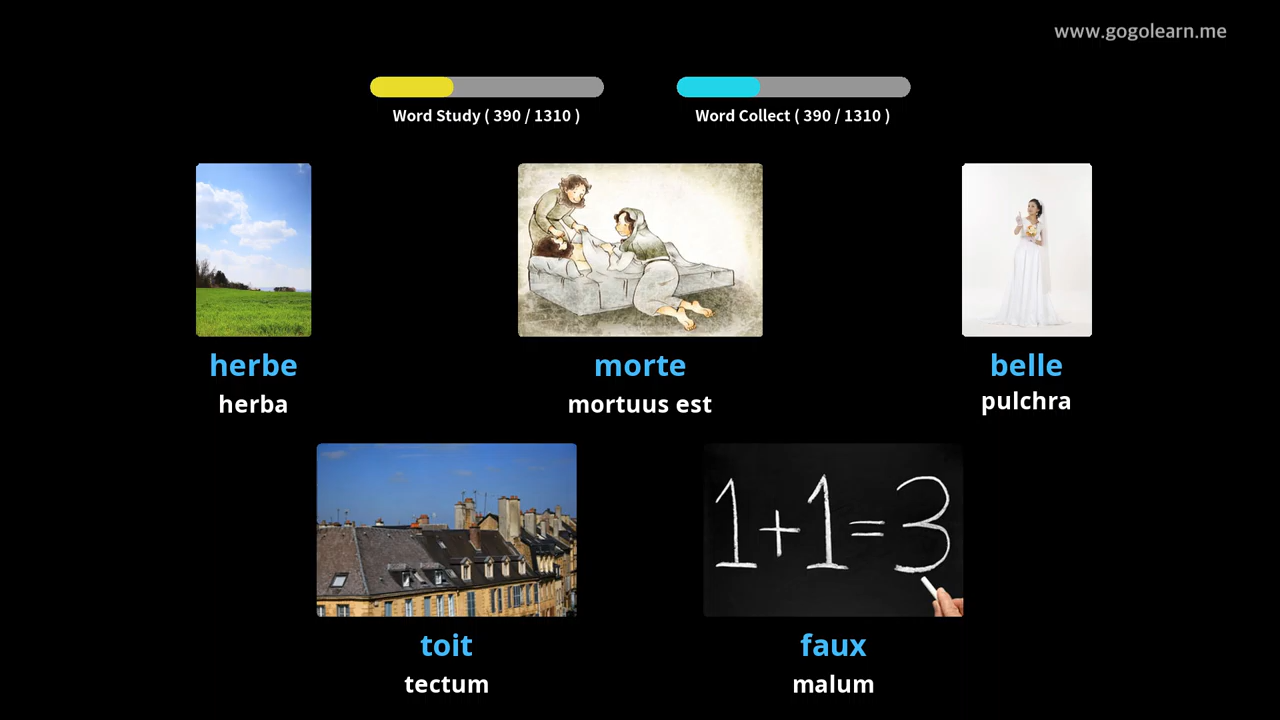 www.gogolearn.me
Word Study ( 390 / 1310 )
Word Collect ( 390 / 1310 )
herbe
herba
morte
mortuus est
belle
pulchra
1+1=3
toit
tectum
faux
malum